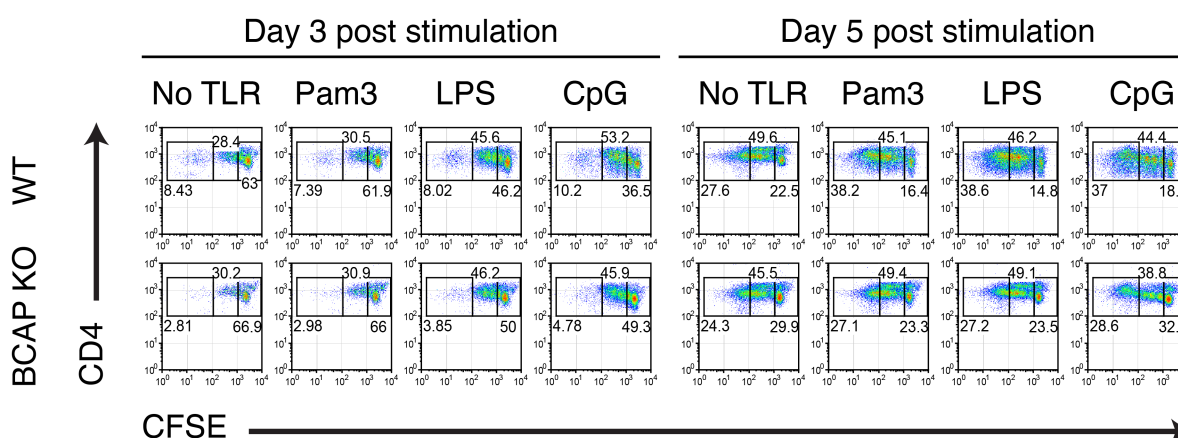 Day 3 post stimulation Day 5 post stimulation
No TLR Pam3 LPS CpG No TLR Pam3 LPS CpG
WT
28.4 30.5 45.6 53.2 49.6 45.1 46.2 44.4
8.43 63 7.39 61.9 8.02 46.2 10.2 36.5 27.6 22.5 38.2 16.4 38.6 14.8 37 18.
BCAP KO
30.2 30.9 46.2 45.9 45.5 49.4 49.1 38.8
2.81 66.9 2.98 66 3.85 50 4.78 49.3 24.3 29.9 27.1 23.3 27.2 23.5 28.6 32.
CD4
CFSE